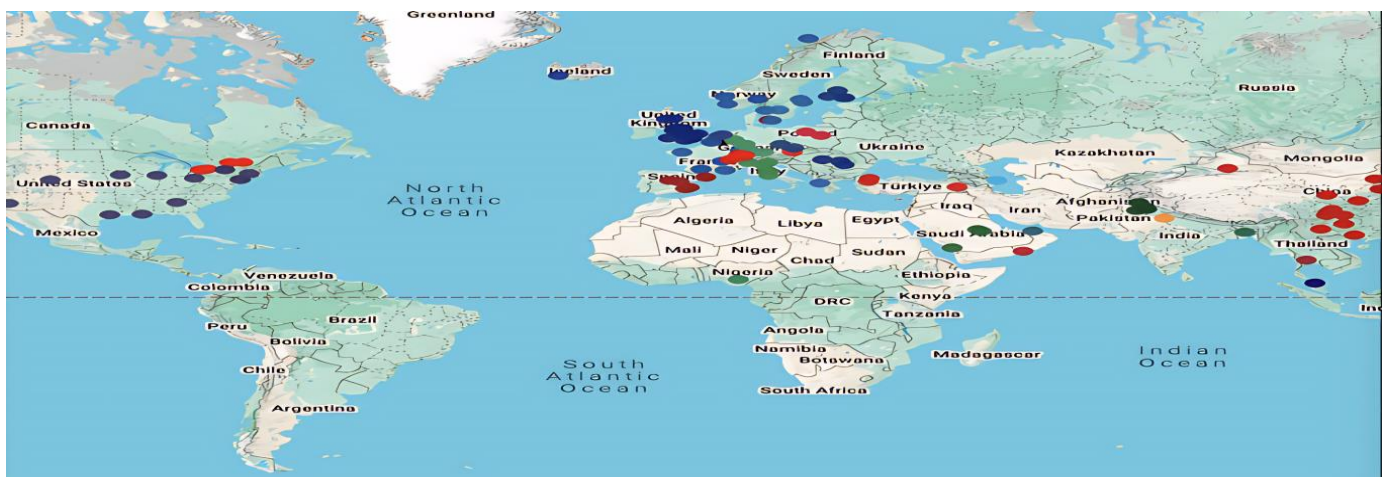 Greenland
Iceland
Finland
Sweden
Norway
Russia
United
Kingdom
Canada
Poland
Ukraine
Kazakhstan
Mongolia
France
Italy
United States
Spain
Türkiye
China
North
Atlantic
Ocean
Iraq
Iran
Afghanistan
Pakistan
Mexico
Algeria
Libya
Egypt
Saudi Arabia
India
Thailand
Mali
Niger
Chad
Sudan
Nigeria
Ethiopia
Venezuela
Colombia
DRC
Kenya
Tanzania
Peru
Brazil
Bolivia
Angola
Namibia
Botswana
Madagascar
Chile
South
Atlantic
Ocean
Indian
Ocean
South Africa
Argentina